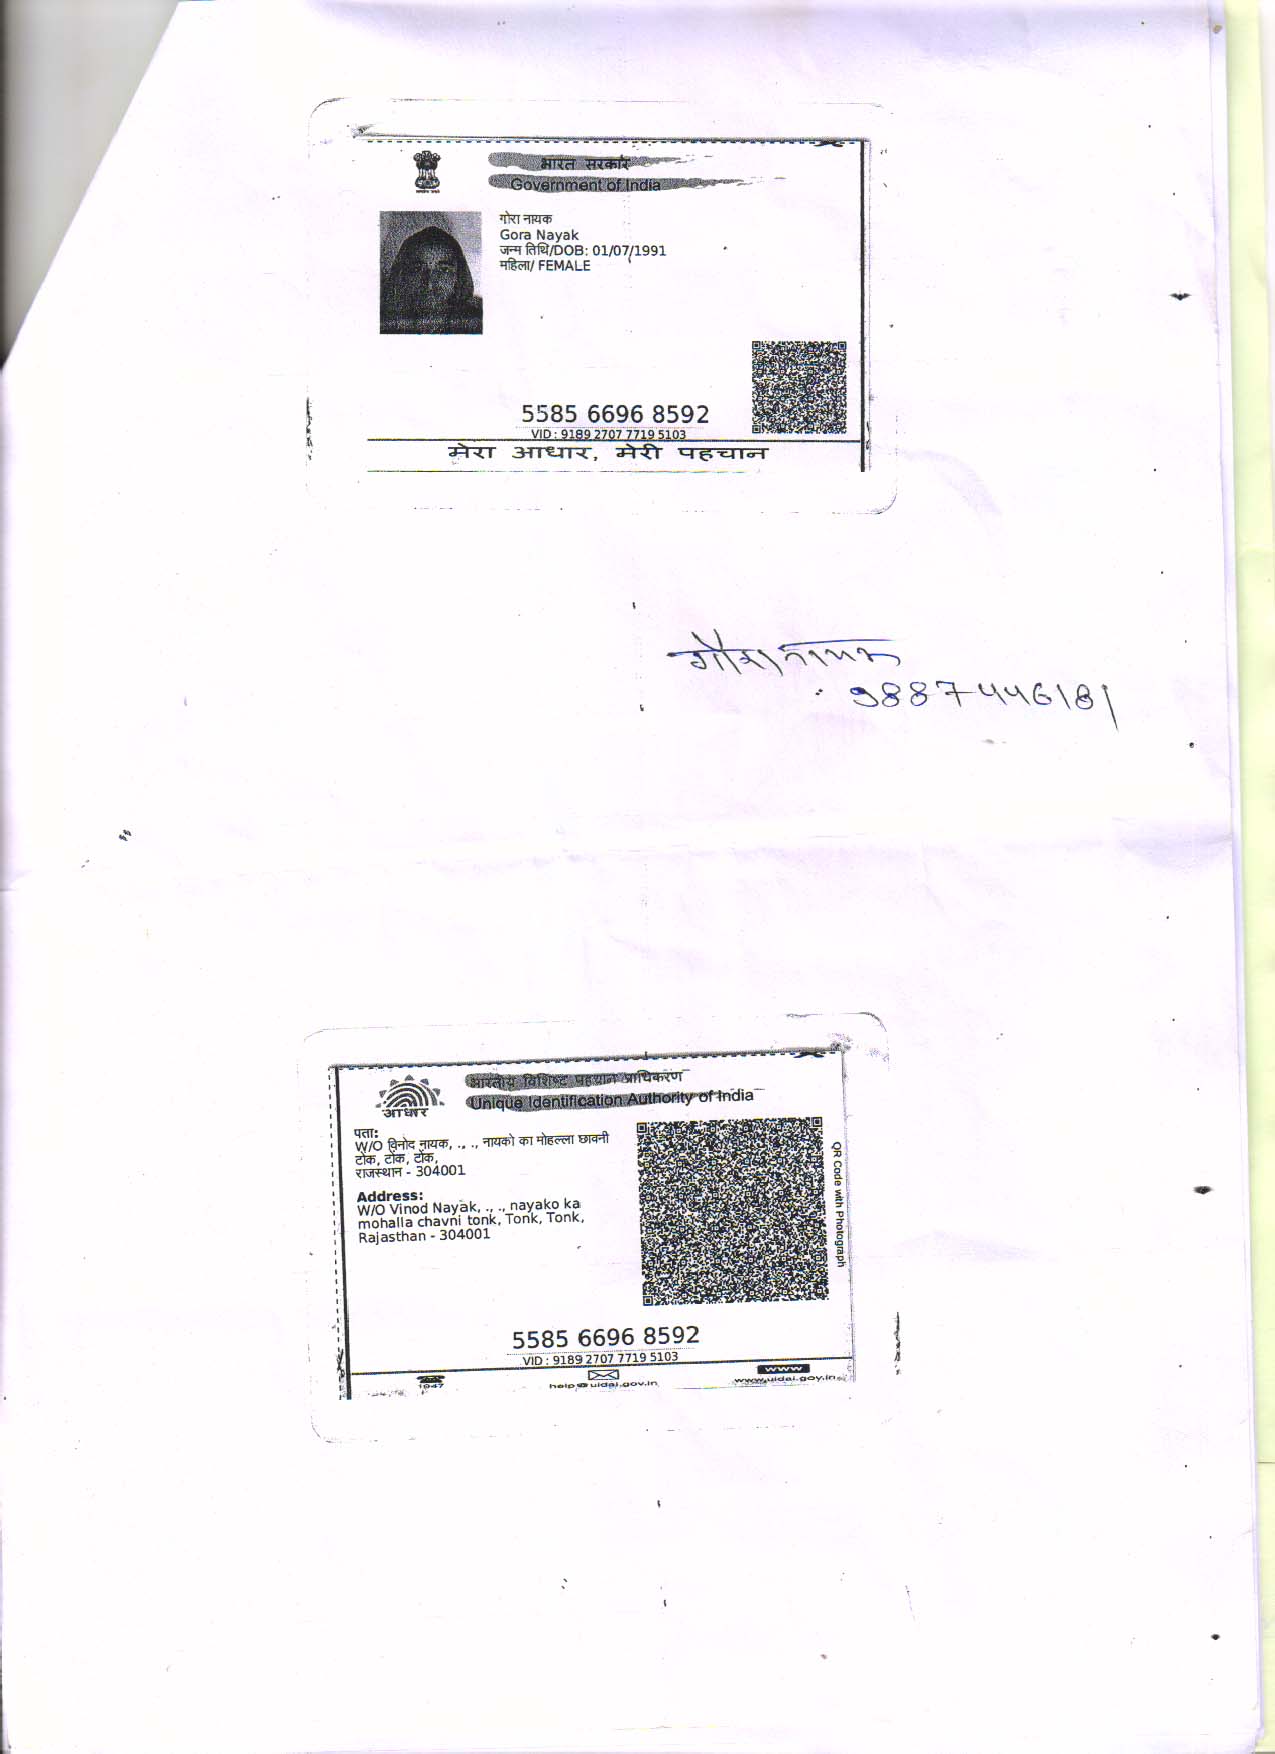 भारत सरकार
Government of India
गोरा नायक
Gora Nayak
जन्म तिथि/DOB: 01/07/1991
महिला/ FEMALE
5585 6696 8592
VID : 9189 2707 7719 5103
मेरा आधार, मेरी पहचान
गौरा नायक
9887446181
भारतीय विशिष्ट पहचान प्राधिकरण
Unique Identification Authority of India
आधार
पता:
W/O विनोद नायक, ., ., नायको का मोहल्ला छावनी
टोंक, टोंक, टोंक,
राजस्थान - 304001
Address:
W/O Vinod Nayak, ., ., nayako ka
mohalla chavni tonk, Tonk, Tonk,
Rajasthan - 304001
QR Code with Photograph
5585 6696 8592
VID : 9189 2707 7719 5103
1947
help@uidai.gov.in
www
www.uidai.gov.in